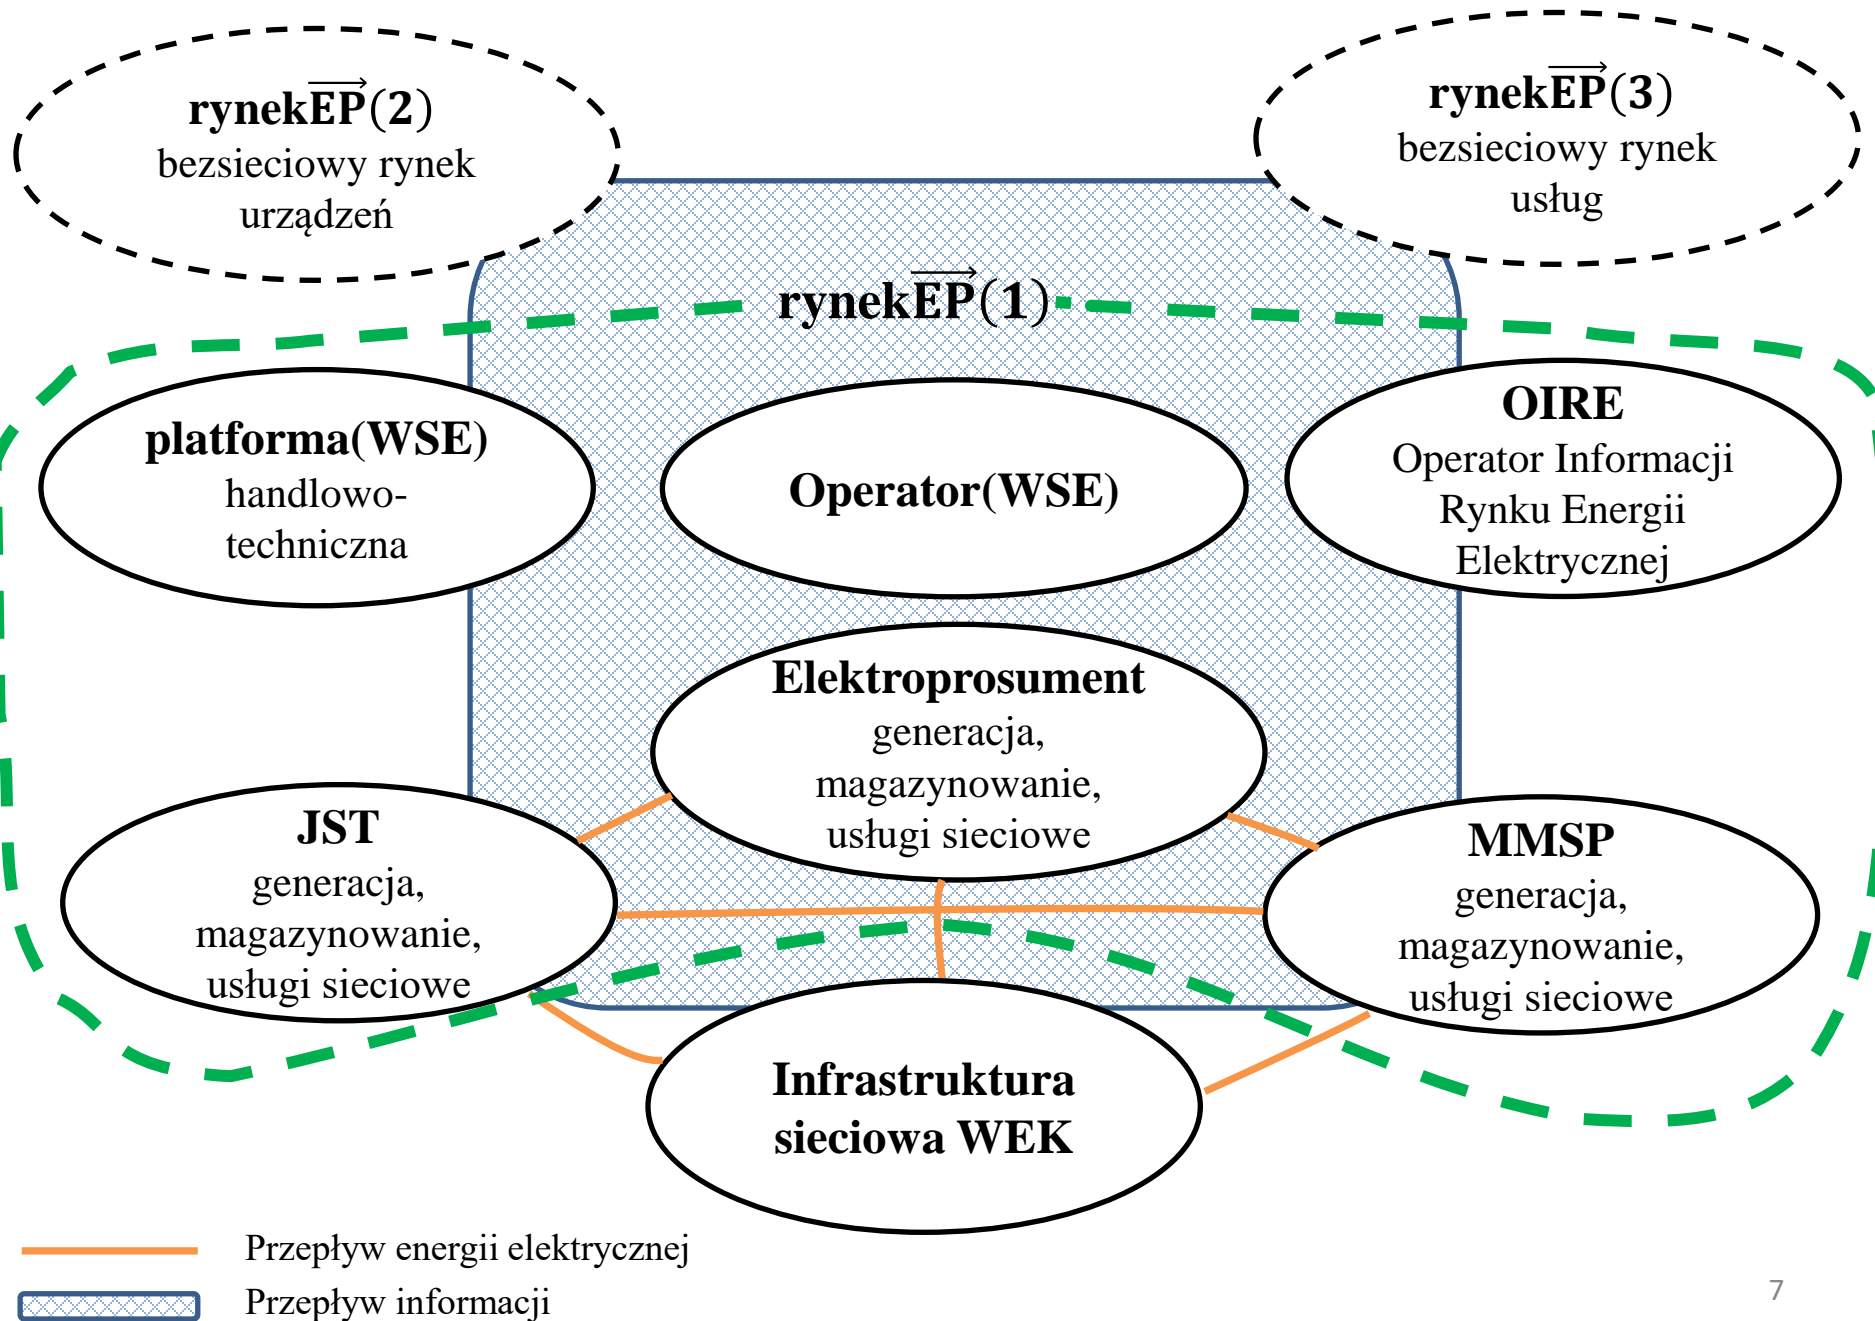 rynekEP⃗(2)
bezsieciowy rynek
urządzeń
rynekEP⃗(3)
bezsieciowy rynek
usług
rynekEP⃗(1)
platforma(WSE)
handlowo-
techniczna
Operator(WSE)
OIRE
Operator Informacji
Rynku Energii
Elektrycznej
Elektroprosument
generacja,
magazynowanie,
usługi sieciowe
JST
generacja,
magazynowanie,
usługi sieciowe
MMSP
generacja,
magazynowanie,
usługi sieciowe
Infrastruktura
sieciowa WEK
Przepływ energii elektrycznej
Przepływ informacji
7